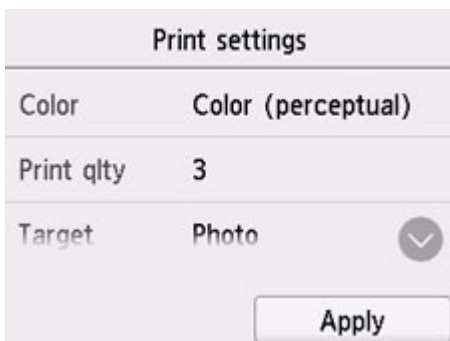 Print settings
Color Color (perceptual)
Print qlty 3
Target Photo
Apply